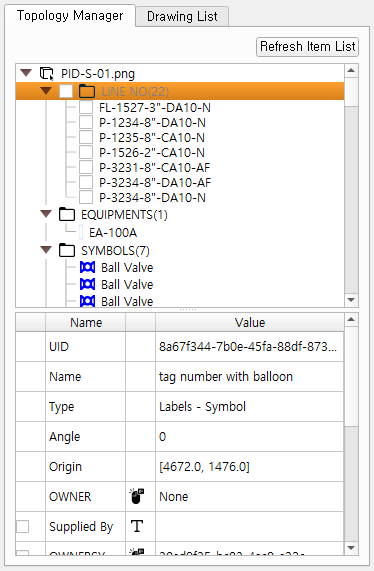 Topology Manager Drawing List
Refresh Item List
PID-S-01.png
LINE NO(22)
FL-1527-3"-DA10-N
P-1234-8"-DA10-N
P-1235-8"-CA10-N
P-1526-2"-CA10-N
P-3231-8"-CA10-AF
P-3234-8"-DA10-AF
P-3234-8"-DA10-N
EQUIPMENTS(1)
EA-100A
SYMBOLS(7)
Ball Valve
Ball Valve
Ball Valve
Name Value
UID 8a67f344-7b0e-45fa-88df-873...
Name tag number with balloon
Type Labels - Symbol
Angle 0
Origin [4672.0, 1476.0]
OWNER None
Supplied By T